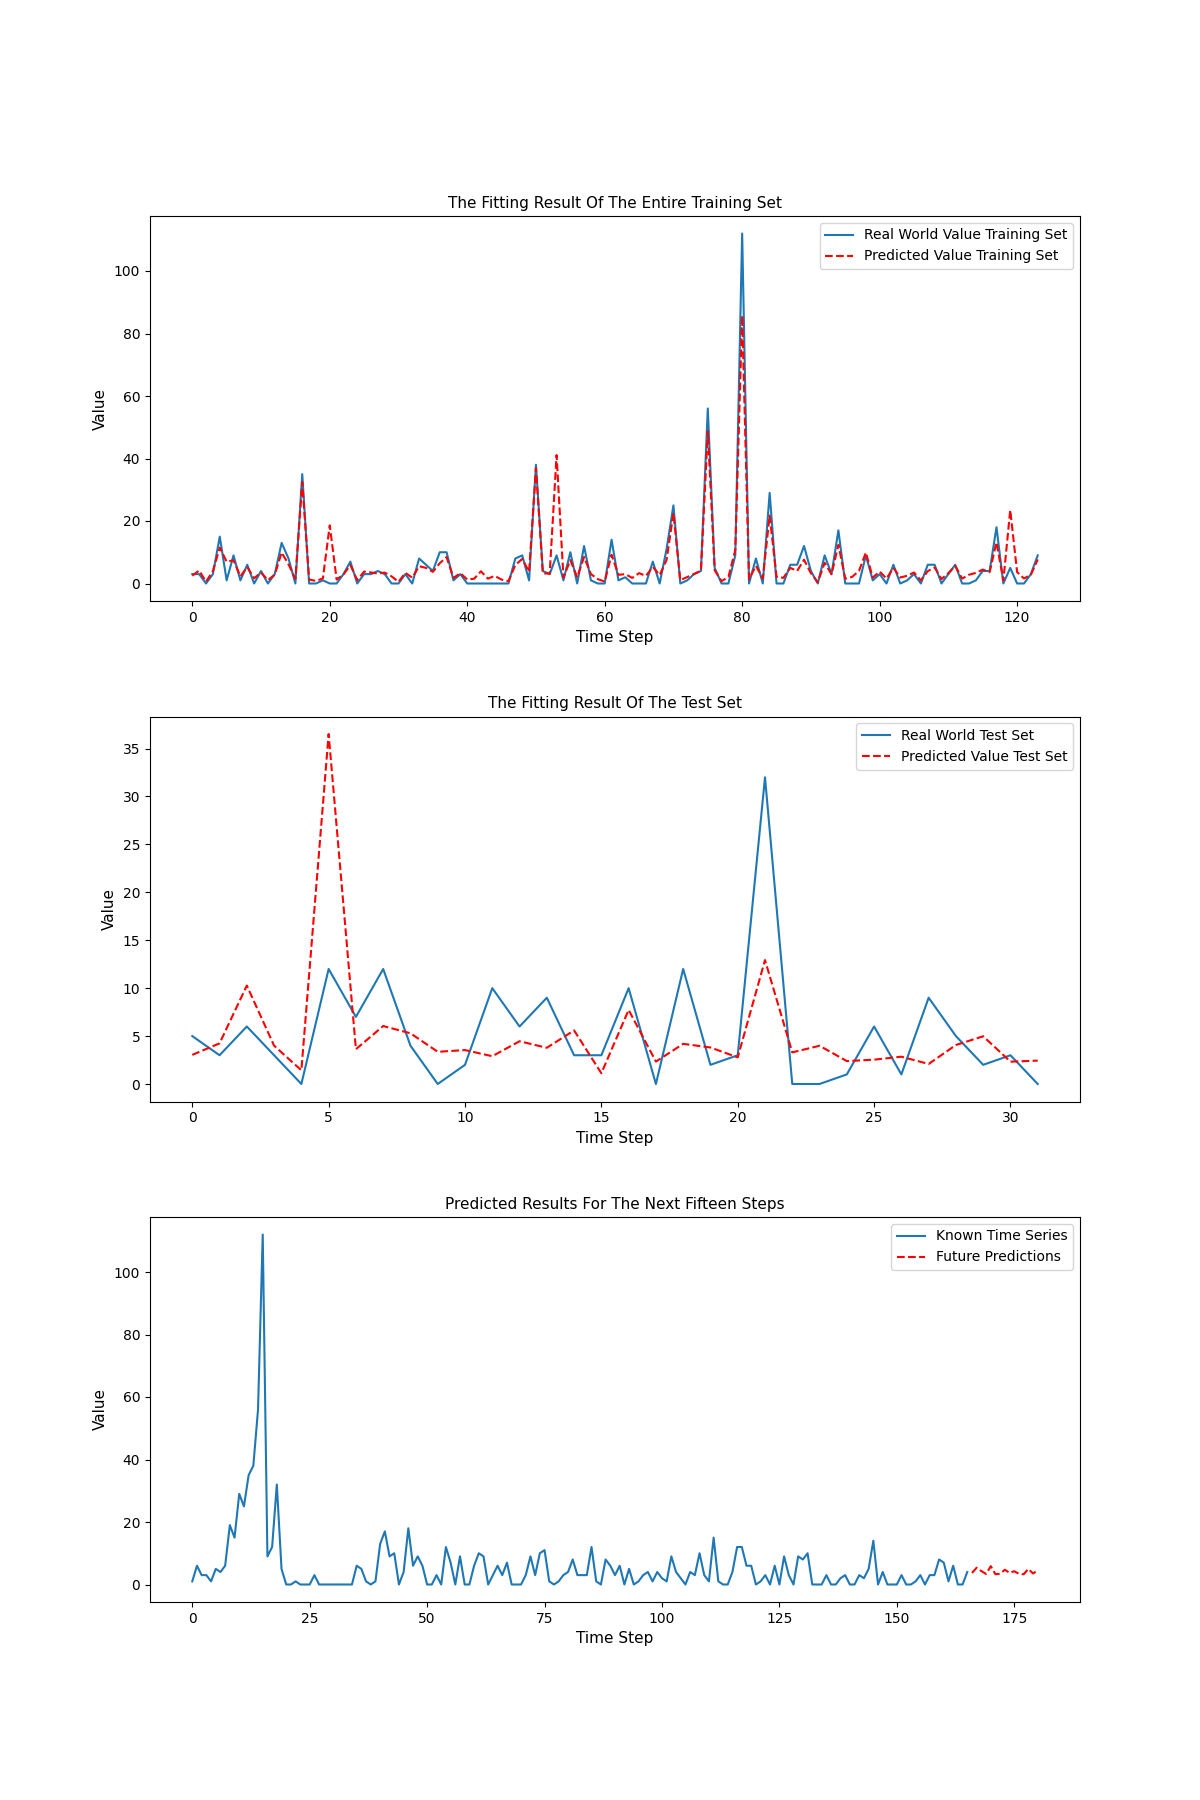 The Fitting Result Of The Entire Training Set
Real World Value Training Set
Predicted Value Training Set
100
80
60
40
20
0
Value
0 20 40 60 80 100 120
Time Step
The Fitting Result Of The Test Set
Real World Test Set
Predicted Value Test Set
35
30
25
20
15
10
5
0
Value
0 5 10 15 20 25 30
Time Step
Predicted Results For The Next Fifteen Steps
Known Time Series
Future Predictions
100
80
60
40
20
0
Value
0 25 50 75 100 125 150 175
Time Step